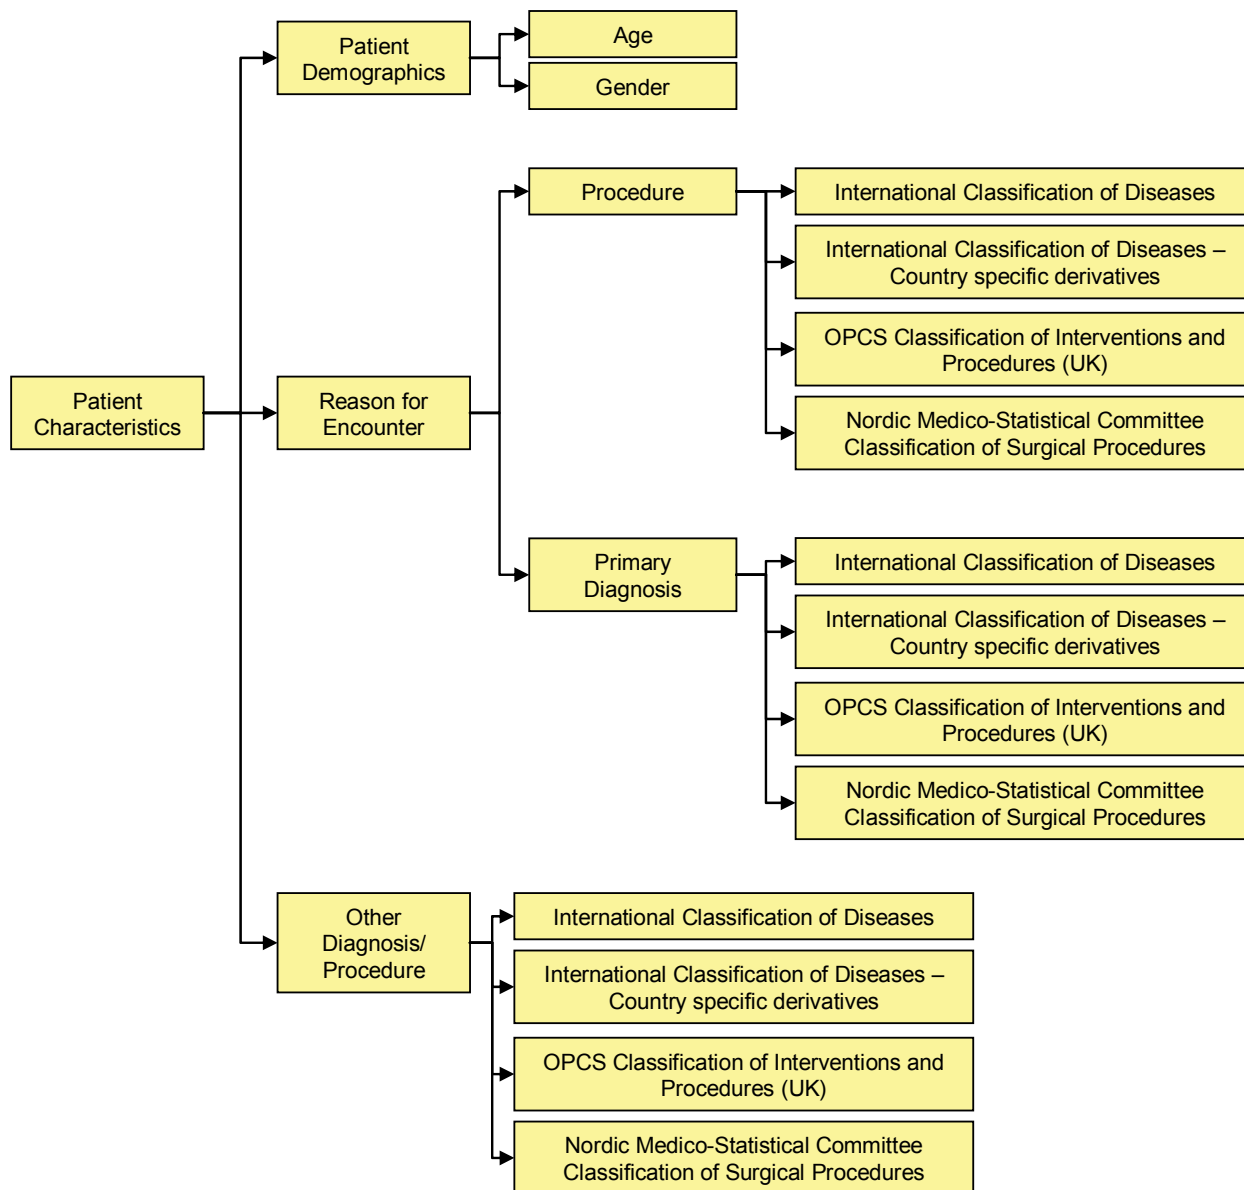 Patient
Demographics
Age
Gender
Procedure
International Classification of Diseases
International Classification of Diseases –
Country specific derivatives
OPCS Classification of Interventions and
Procedures (UK)
Nordic Medico-Statistical Committee
Classification of Surgical Procedures
Patient
Characteristics
Reason for
Encounter
Primary
Diagnosis
International Classification of Diseases
International Classification of Diseases –
Country specific derivatives
OPCS Classification of Interventions and
Procedures (UK)
Nordic Medico-Statistical Committee
Classification of Surgical Procedures
Other
Diagnosis/
Procedure
International Classification of Diseases
International Classification of Diseases –
Country specific derivatives
OPCS Classification of Interventions and
Procedures (UK)
Nordic Medico-Statistical Committee
Classification of Surgical Procedures